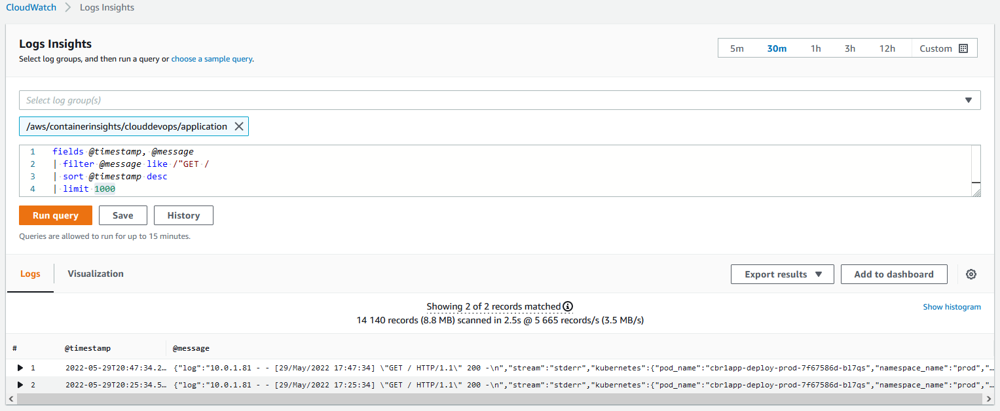 CloudWatch > Logs Insights
Logs Insights
Select log groups, and then run a query or choose a sample query.
5m 30m 1h 3h 12h Custom
Select log group(s)
/aws/containerinsights/clouddevops/application
1 fields @timestamp, @message
2 | filter @message like /"GET /
3 | sort @timestamp desc
4 | limit 1000
Run query Save History
Queries are allowed to run for up to 15 minutes.
Logs Visualization Export results Add to dashboard
Showing 2 of 2 records matched
Show histogram
14 140 records (8.8 MB) scanned in 2.5s @ 5 665 records/s (3.5 MB/s)
# @timestamp @message
1 2022-05-29T20:47:34.2… {"log":"10.0.1.81 - - [29/May/2022 17:47:34] \"GET / HTTP/1.1\" 200 -\n","stream":"stderr","kubernetes":{"pod_name":"cbr1app-deploy-prod-7f67586d-bl7qs","namespace_name":"prod","…
2 2022-05-29T20:25:34.5… {"log":"10.0.1.81 - - [29/May/2022 17:25:34] \"GET / HTTP/1.1\" 200 -\n","stream":"stderr","kubernetes":{"pod_name":"cbr1app-deploy-prod-7f67586d-bl7qs","namespace_name":"prod","…